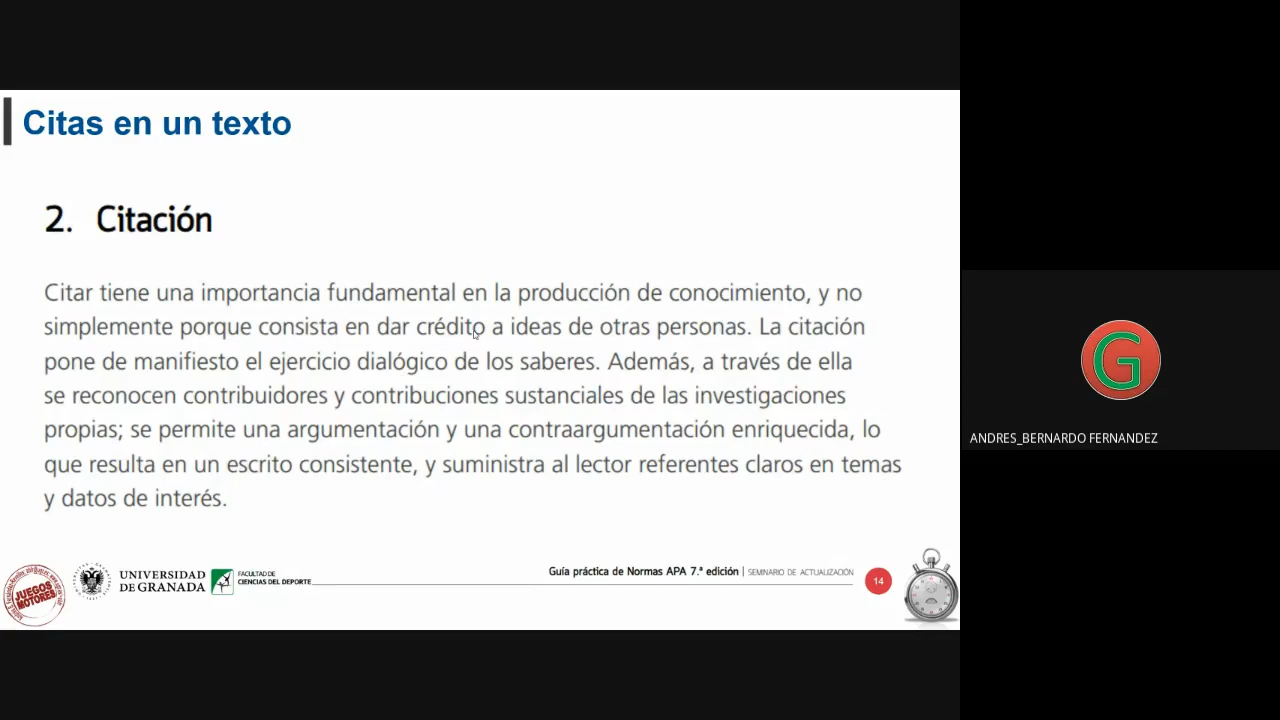 Citas en un texto
2. Citación
Citar tiene una importancia fundamental en la producción de conocimiento, y no
simplemente porque consista en dar crédito a ideas de otras personas. La citación
pone de manifiesto el ejercicio dialógico de los saberes. Además, a través de ella
se reconocen contribuidores y contribuciones sustanciales de las investigaciones
propias; se permite una argumentación y una contraargumentación enriquecida, lo
que resulta en un escrito consistente, y suministra al lector referentes claros en temas
y datos de interés.
JUEGOS
MOTORES
UNIVERSIDAD
DE GRANADA
FACULTAD DE
CIENCIAS DEL DEPORTE
Guía práctica de Normas APA 7.ª edición | SEMINARIO DE ACTUALIZACIÓN
14
G
ANDRES_BERNARDO FERNANDEZ